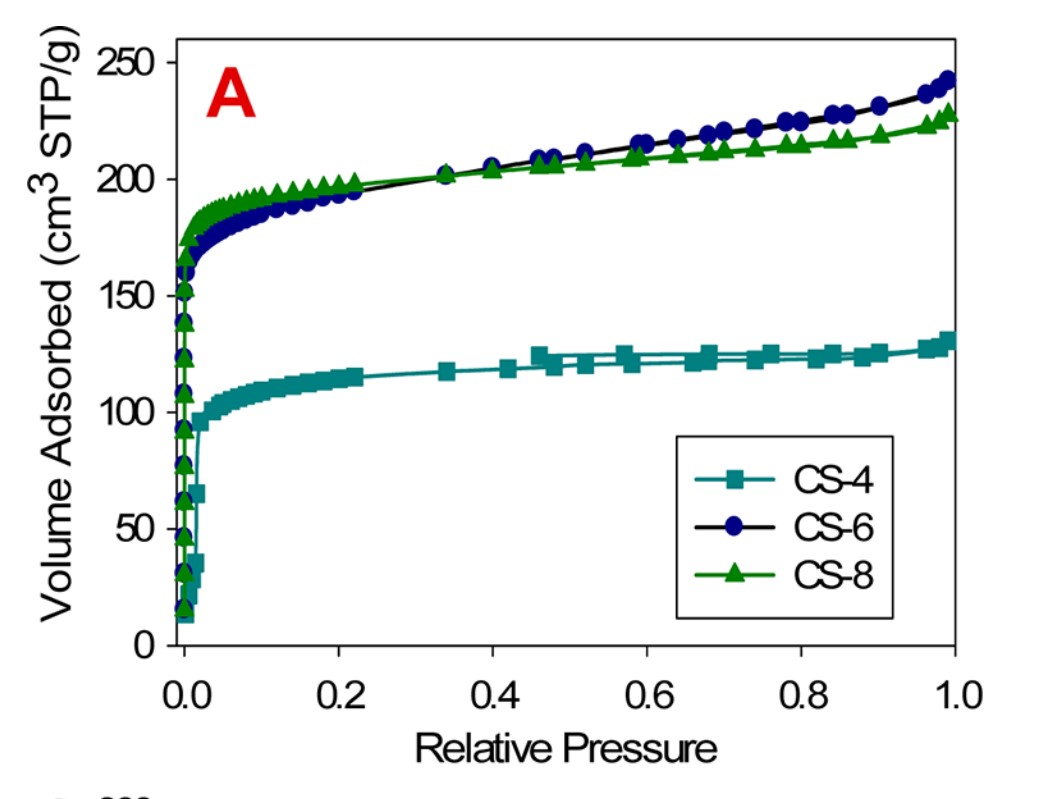 A
Volume Adsorbed (cm3 STP/g)
250
200
150
100
50
0
CS-4
CS-6
CS-8
0.0 0.2 0.4 0.6 0.8 1.0
Relative Pressure